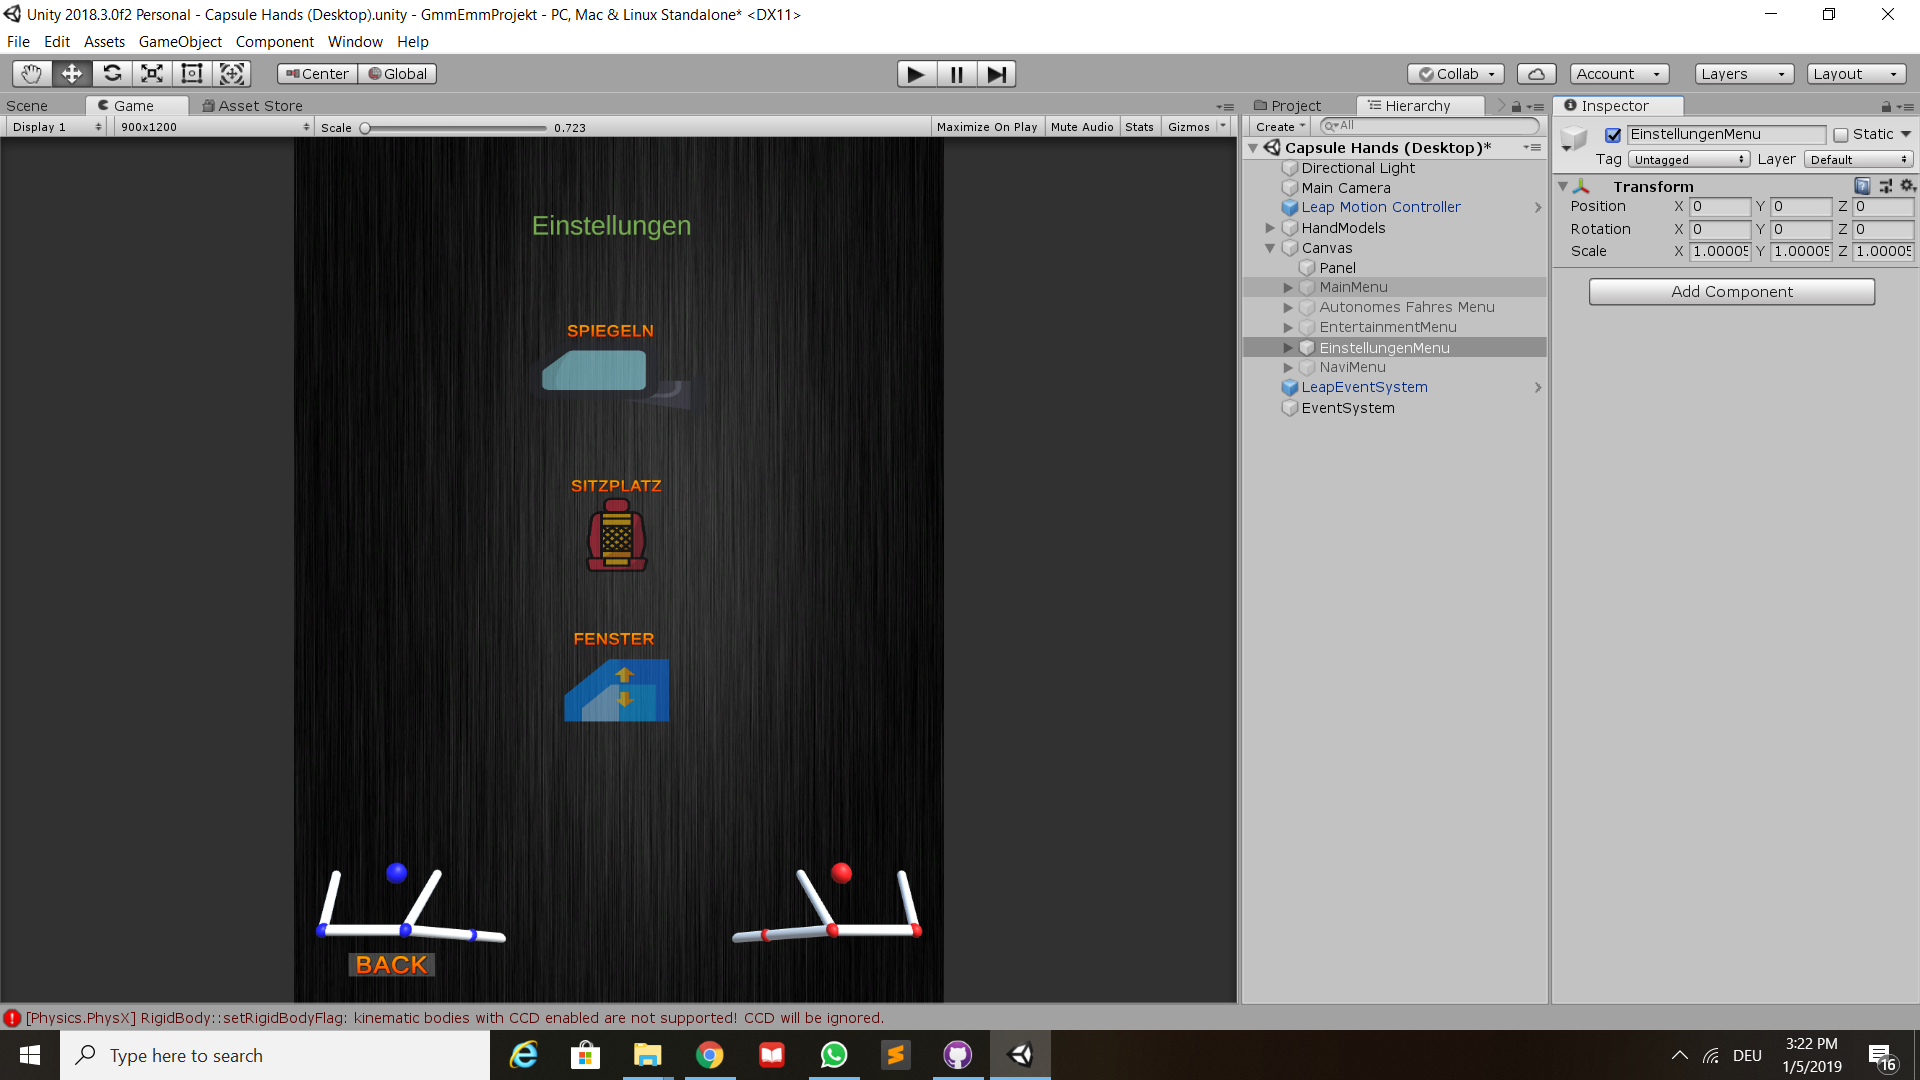 Unity 2018.3.0f2 Personal - Capsule Hands (Desktop).unity - GmmEmmProjekt - PC, Mac & Linux Standalone* <DX11>
File Edit Assets GameObject Component Window Help
Center Global Collab Account Layers Layout
Scene Game Asset Store
Display 1 900x1200 Scale 0.723 Maximize On Play Mute Audio Stats Gizmos
Einstellungen
SPIEGELN
SITZPLATZ
FENSTER
BACK
Project Hierarchy
Create All
Capsule Hands (Desktop)*
Directional Light
Main Camera
Leap Motion Controller
HandModels
Canvas
Panel
MainMenu
Autonomes Fahres Menu
EntertainmentMenu
EinstellungenMenu
NaviMenu
LeapEventSystem
EventSystem
Inspector
EinstellungenMenu Static
Tag Untagged Layer Default
Transform
Position X 0 Y 0 Z 0
Rotation X 0 Y 0 Z 0
Scale X 1.00005 Y 1.00005 Z 1.00005
Add Component
[Physics.PhysX] RigidBody::setRigidBodyFlag: kinematic bodies with CCD enabled are not supported! CCD will be ignored.
Type here to search
DEU
3:22 PM
1/5/2019
16